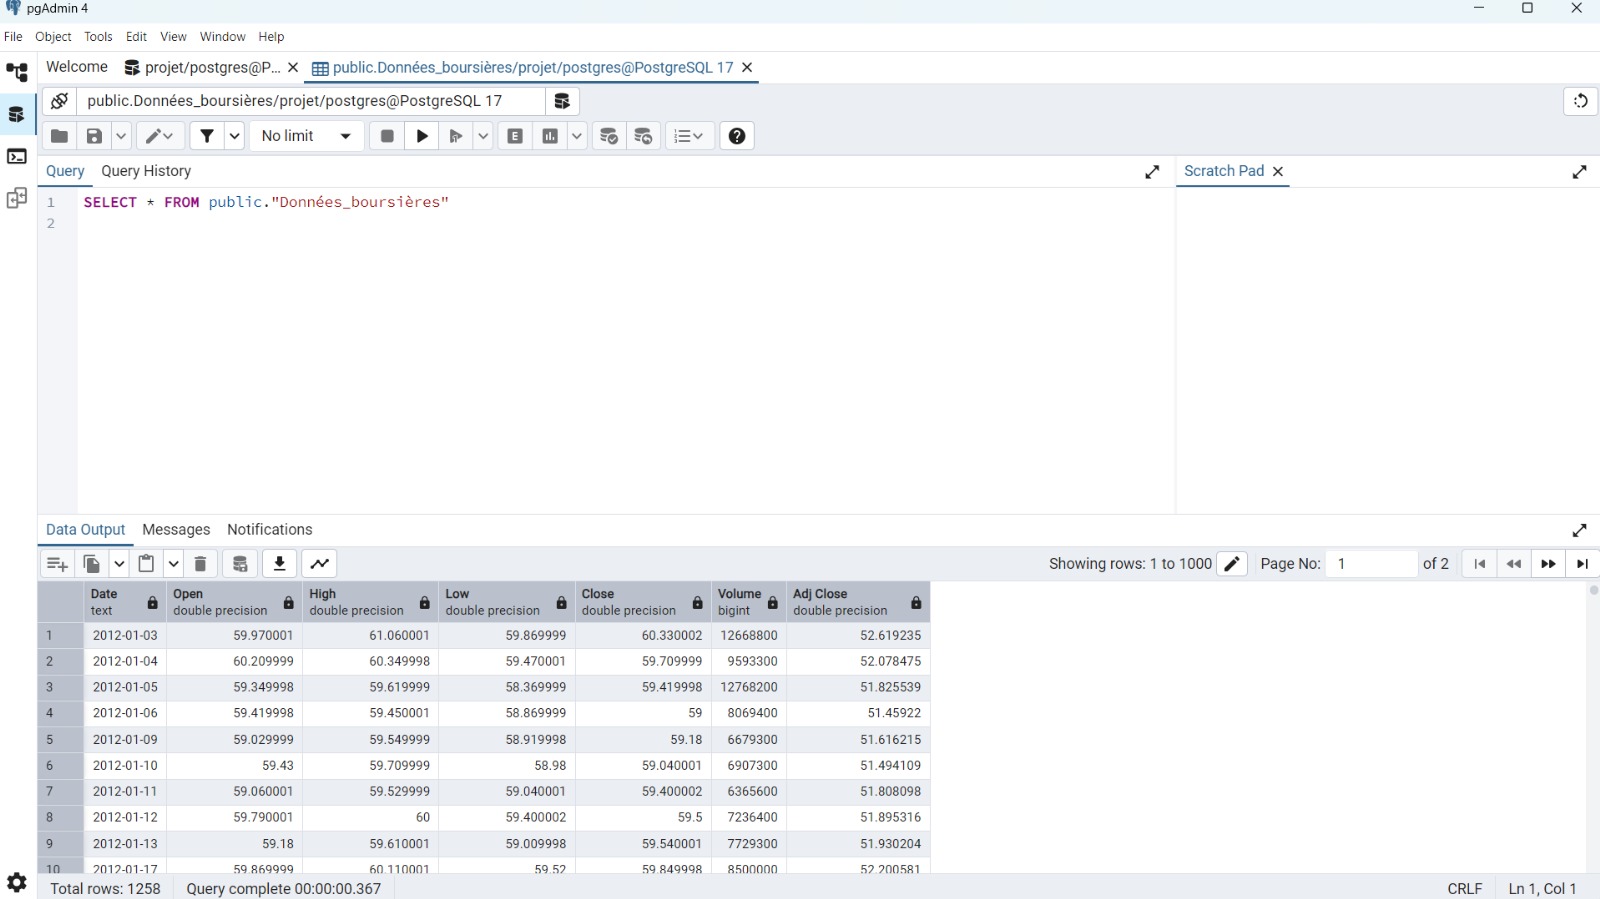 pgAdmin 4
File Object Tools Edit View Window Help
Welcome projet/postgres@P... public.Données_boursières/projet/postgres@PostgreSQL 17
public.Données_boursières/projet/postgres@PostgreSQL 17
No limit E
Query Query History Scratch Pad
1 SELECT * FROM public."Données_boursières"
2
Data Output Messages Notifications
Showing rows: 1 to 1000 Page No: 1 of 2
Date Open High Low Close Volume Adj Close
text double precision double precision double precision double precision bigint double precision
1 2012-01-03 59.970001 61.060001 59.869999 60.330002 12668800 52.619235
2 2012-01-04 60.209999 60.349998 59.470001 59.709999 9593300 52.078475
3 2012-01-05 59.349998 59.619999 58.369999 59.419998 12768200 51.825539
4 2012-01-06 59.419998 59.450001 58.869999 59 8069400 51.45922
5 2012-01-09 59.029999 59.549999 58.919998 59.18 6679300 51.616215
6 2012-01-10 59.43 59.709999 58.98 59.040001 6907300 51.494109
7 2012-01-11 59.060001 59.529999 59.040001 59.400002 6365600 51.808098
8 2012-01-12 59.790001 60 59.400002 59.5 7236400 51.895316
9 2012-01-13 59.18 59.610001 59.009998 59.540001 7729300 51.930204
10 2012-01-17 59.869999 60.110001 59.52 59.849998 8500000 52.200581
Total rows: 1258 Query complete 00:00:00.367 CRLF Ln 1, Col 1